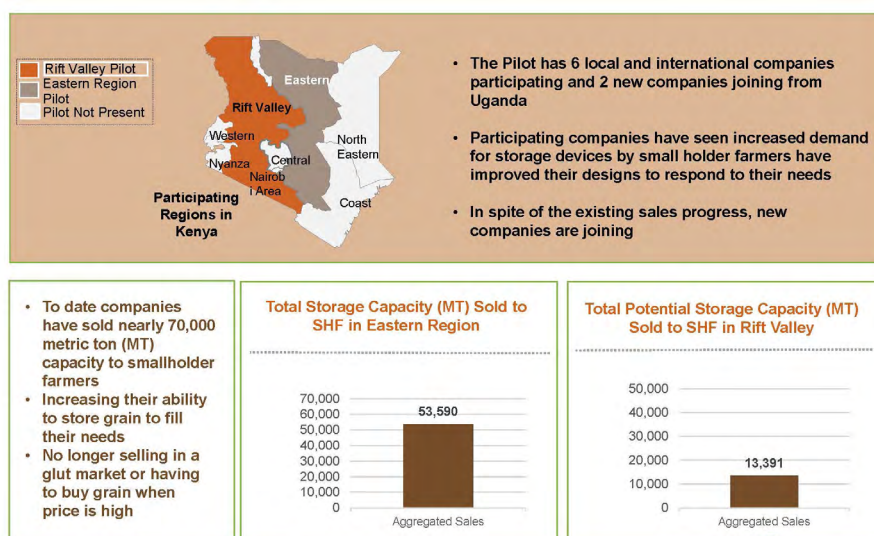 Rift Valley Pilot
Eastern Region
Pilot
Pilot Not Present
Eastern
Rift Valley
Western
North
Eastern
Nyanza
Central
Nairob
i Area
Coast
Participating
Regions in
Kenya
• The Pilot has 6 local and international companies
participating and 2 new companies joining from
Uganda
• Participating companies have seen increased demand
for storage devices by small holder farmers have
improved their designs to respond to their needs
• In spite of the existing sales progress, new
companies are joining
• To date companies
have sold nearly 70,000
metric ton (MT)
capacity to smallholder
farmers
• Increasing their ability
to store grain to fill
their needs
• No longer selling in a
glut market or having
to buy grain when
price is high
Total Storage Capacity (MT) Sold to
SHF in Eastern Region
70,000
60,000
50,000
40,000
30,000
20,000
10,000
0
53,590
Aggregated Sales
Total Potential Storage Capacity (MT)
Sold to SHF in Rift Valley
50,000
40,000
30,000
20,000
10,000
0
13,391
Aggregated Sales